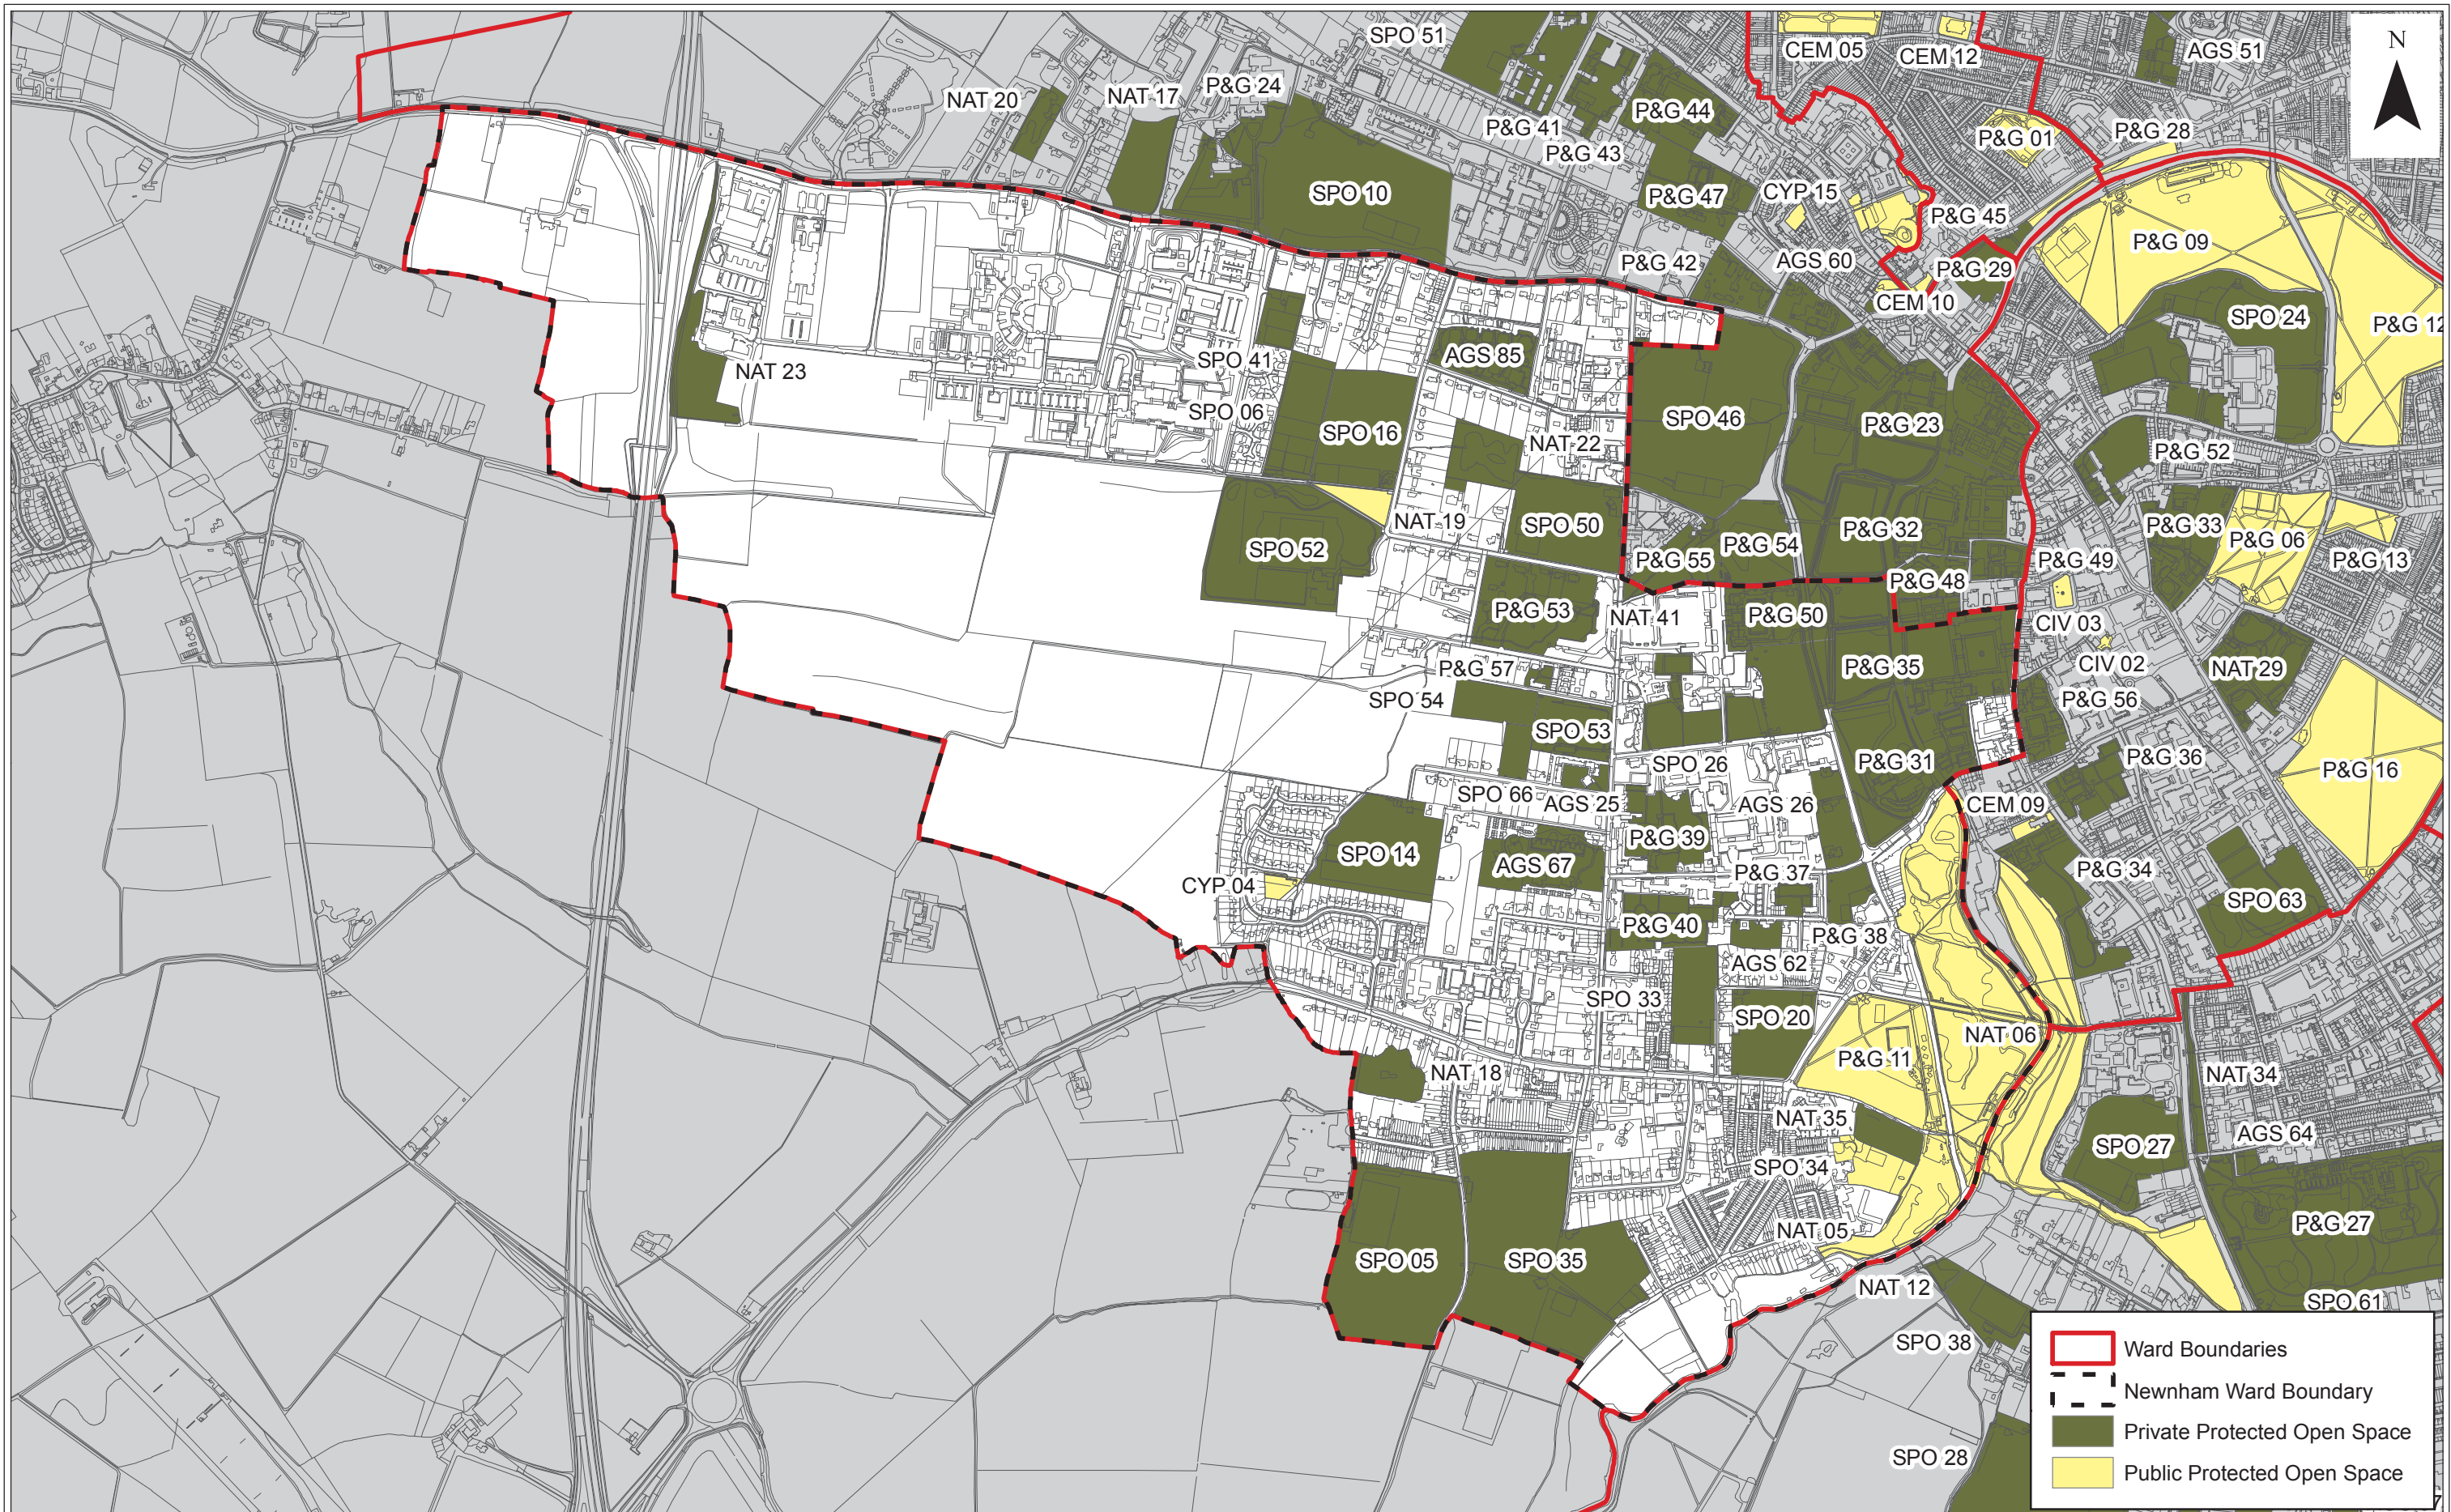 SPO 51
CEM 05
CEM 12
AGS 51
N
NAT 20
NAT 17
P&G 24
P&G 41
P&G 43
P&G 44
P&G 01
P&G 28
SPO 10
P&G 47
CYP 15
P&G 45
P&G 09
P&G 42
AGS 60
P&G 29
CEM 10
SPO 24
P&G 12
NAT 23
SPO 41
AGS 85
SPO 06
SPO 16
NAT 22
SPO 46
P&G 23
P&G 52
NAT 19
SPO 50
SPO 52
P&G 55
P&G 54
P&G 32
P&G 33
P&G 06
P&G 13
P&G 49
P&G 48
P&G 53
NAT 41
P&G 50
CIV 03
P&G 57
P&G 35
CIV 02
NAT 29
SPO 54
P&G 56
SPO 53
SPO 26
P&G 31
P&G 36
P&G 16
SPO 66
AGS 25
AGS 26
CEM 09
SPO 14
AGS 67
P&G 39
P&G 37
P&G 34
CYP 04
SPO 63
P&G 40
P&G 38
AGS 62
SPO 33
SPO 20
NAT 06
P&G 11
NAT 18
NAT 34
NAT 35
SPO 27
AGS 64
SPO 34
NAT 05
P&G 27
SPO 05
SPO 35
NAT 12
SPO 61
SPO 38
SPO 28
Ward Boundaries
Newnham Ward Boundary
Private Protected Open Space
Public Protected Open Space
7